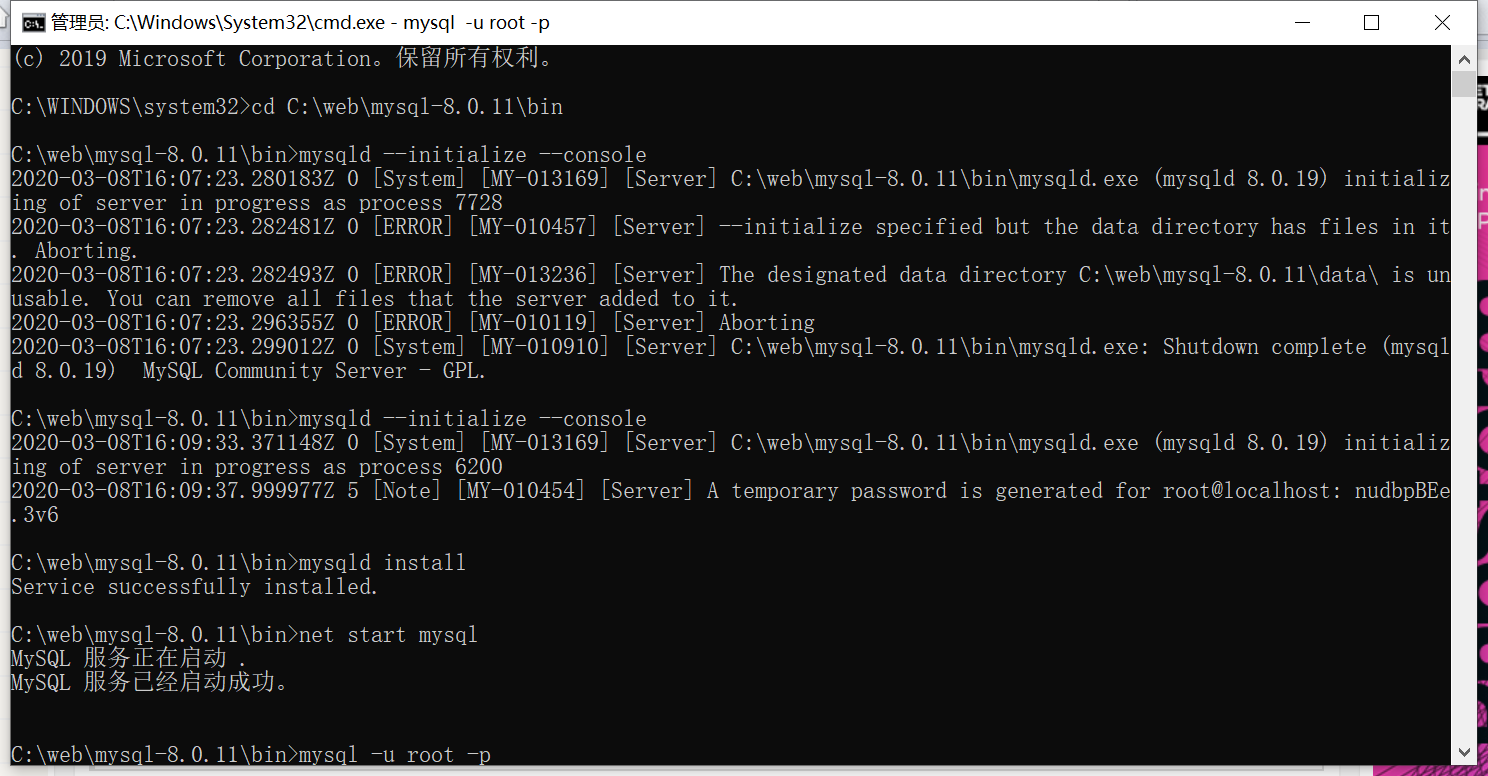 管理员: C:\Windows\System32\cmd.exe - mysql  -u root -p
(c) 2019 Microsoft Corporation。保留所有权利。
C:\WINDOWS\system32>cd C:\web\mysql-8.0.11\bin
C:\web\mysql-8.0.11\bin>mysqld --initialize --console
2020-03-08T16:07:23.280183Z 0 [System] [MY-013169] [Server] C:\web\mysql-8.0.11\bin\mysqld.exe (mysqld 8.0.19) initializ
ing of server in progress as process 7728
2020-03-08T16:07:23.282481Z 0 [ERROR] [MY-010457] [Server] --initialize specified but the data directory has files in it
. Aborting.
2020-03-08T16:07:23.282493Z 0 [ERROR] [MY-013236] [Server] The designated data directory C:\web\mysql-8.0.11\data\ is un
usable. You can remove all files that the server added to it.
2020-03-08T16:07:23.296355Z 0 [ERROR] [MY-010119] [Server] Aborting
2020-03-08T16:07:23.299012Z 0 [System] [MY-010910] [Server] C:\web\mysql-8.0.11\bin\mysqld.exe: Shutdown complete (mysql
d 8.0.19)  MySQL Community Server - GPL.
C:\web\mysql-8.0.11\bin>mysqld --initialize --console
2020-03-08T16:09:33.371148Z 0 [System] [MY-013169] [Server] C:\web\mysql-8.0.11\bin\mysqld.exe (mysqld 8.0.19) initializ
ing of server in progress as process 6200
2020-03-08T16:09:37.999977Z 5 [Note] [MY-010454] [Server] A temporary password is generated for root@localhost: nudbpBEe
.3v6
C:\web\mysql-8.0.11\bin>mysqld install
Service successfully installed.
C:\web\mysql-8.0.11\bin>net start mysql
MySQL 服务正在启动 .
MySQL 服务已经启动成功。
C:\web\mysql-8.0.11\bin>mysql -u root -p